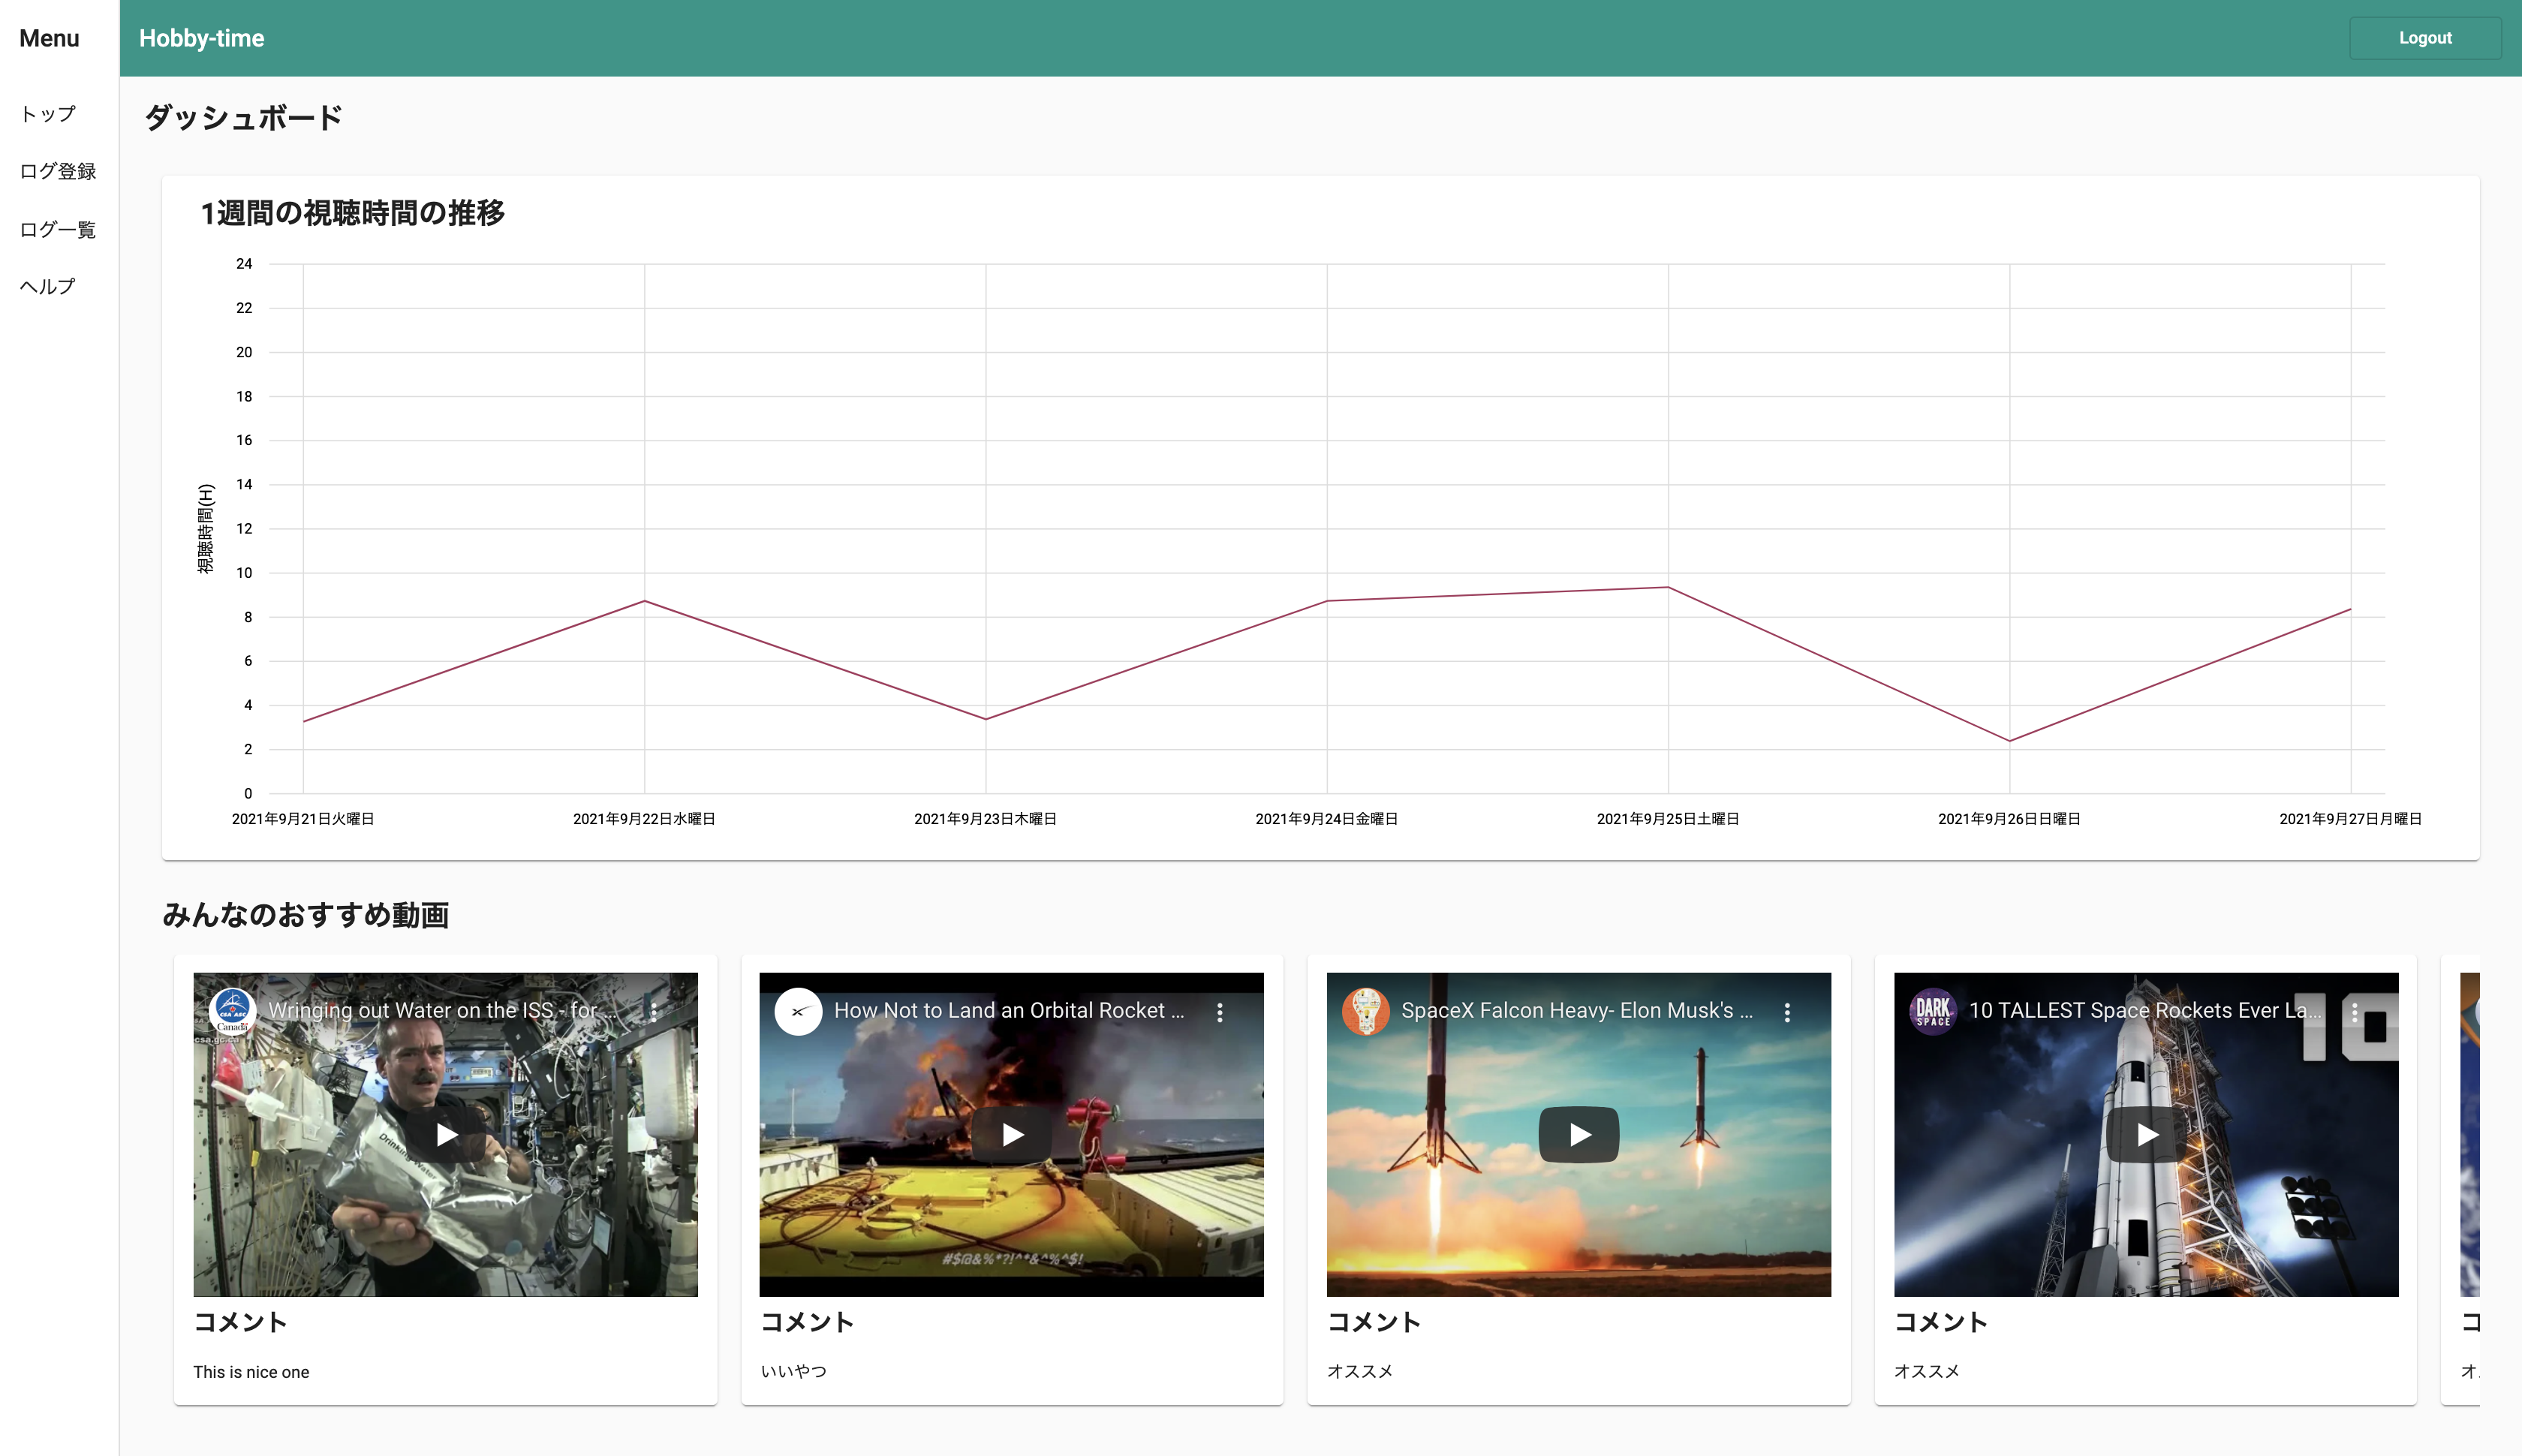 Menu
Hobby-time
Logout
トップ
ログ登録
ログ一覧
ヘルプ
ダッシュボード
1週間の視聴時間の推移
視聴時間(H)
24
22
20
18
16
14
12
10
8
6
4
2
0
2021年9月21日火曜日
2021年9月22日水曜日
2021年9月23日木曜日
2021年9月24日金曜日
2021年9月25日土曜日
2021年9月26日日曜日
2021年9月27日月曜日
みんなのおすすめ動画
CSA ASC
Canada
csa.gc.ca
Wringing out Water on the ISS - for ...
Drinking Water
コメント
This is nice one
How Not to Land an Orbital Rocket ...
#$@&%*?!^*&^%^$!
コメント
いいやつ
SpaceX Falcon Heavy- Elon Musk's ...
コメント
オススメ
DARK
SPACE
10 TALLEST Space Rockets Ever La...
10
コメント
オススメ
コ
オ